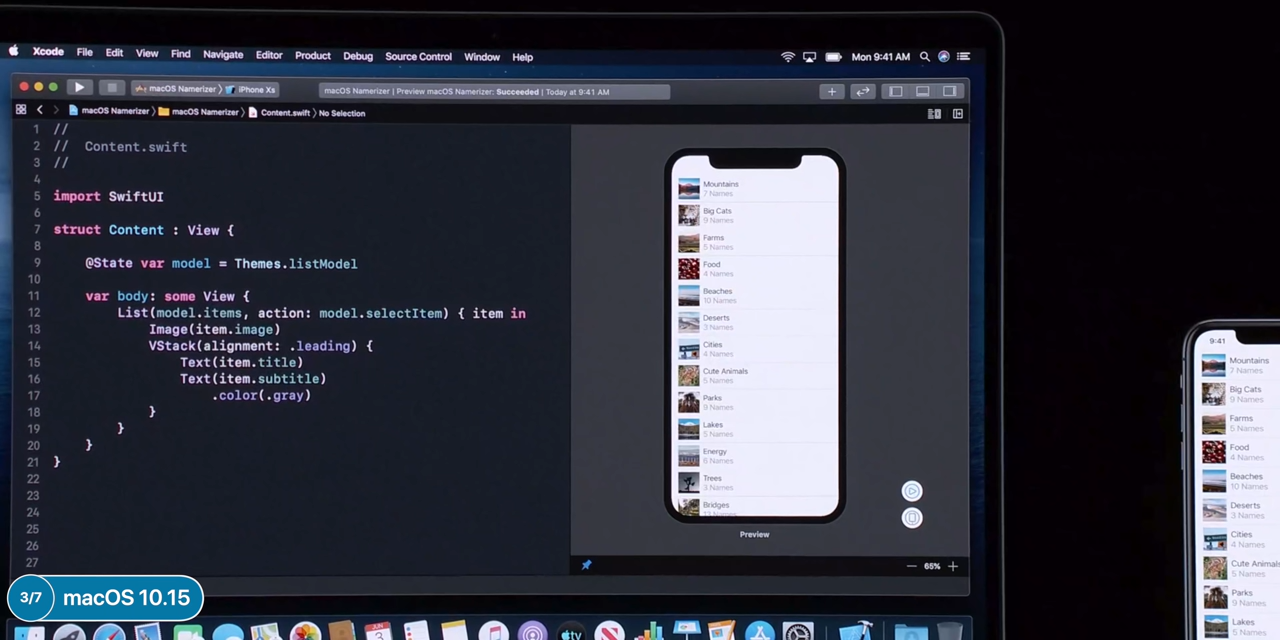 Xcode File Edit View Find Navigate Editor Product Debug Source Control Window Help Mon 9:41 AM
macOS Namerizer iPhone Xs macOS Namerizer | Preview macOS Namerizer: Succeeded | Today at 9:41 AM
macOS Namerizer macOS Namerizer Content.swift No Selection
1 //
2 // Content.swift
3 //
4
5 import SwiftUI
6
7 struct Content : View {
8
9 @State var model = Themes.listModel
10
11 var body: some View {
12 List(model.items, action: model.selectItem) { item in
13 Image(item.image)
14 VStack(alignment: .leading) {
15 Text(item.title)
16 Text(item.subtitle)
17 .color(.gray)
18 }
19 }
20 }
21 }
22
23
24
25
26
27
Mountains
7 Names
Big Cats
9 Names
Farms
5 Names
Food
4 Names
Beaches
10 Names
Deserts
3 Names
Cities
4 Names
Cute Animals
5 Names
Parks
9 Names
Lakes
5 Names
Energy
6 Names
Trees
3 Names
Bridges
13 Names
Preview
65%
9:41
Mountains
7 Names
Big Cats
9 Names
Farms
5 Names
Food
4 Names
Beaches
10 Names
Deserts
3 Names
Cities
4 Names
Cute Animals
5 Names
Parks
9 Names
Lakes
5 Names
3/7 macOS 10.15
JUN
3
tv